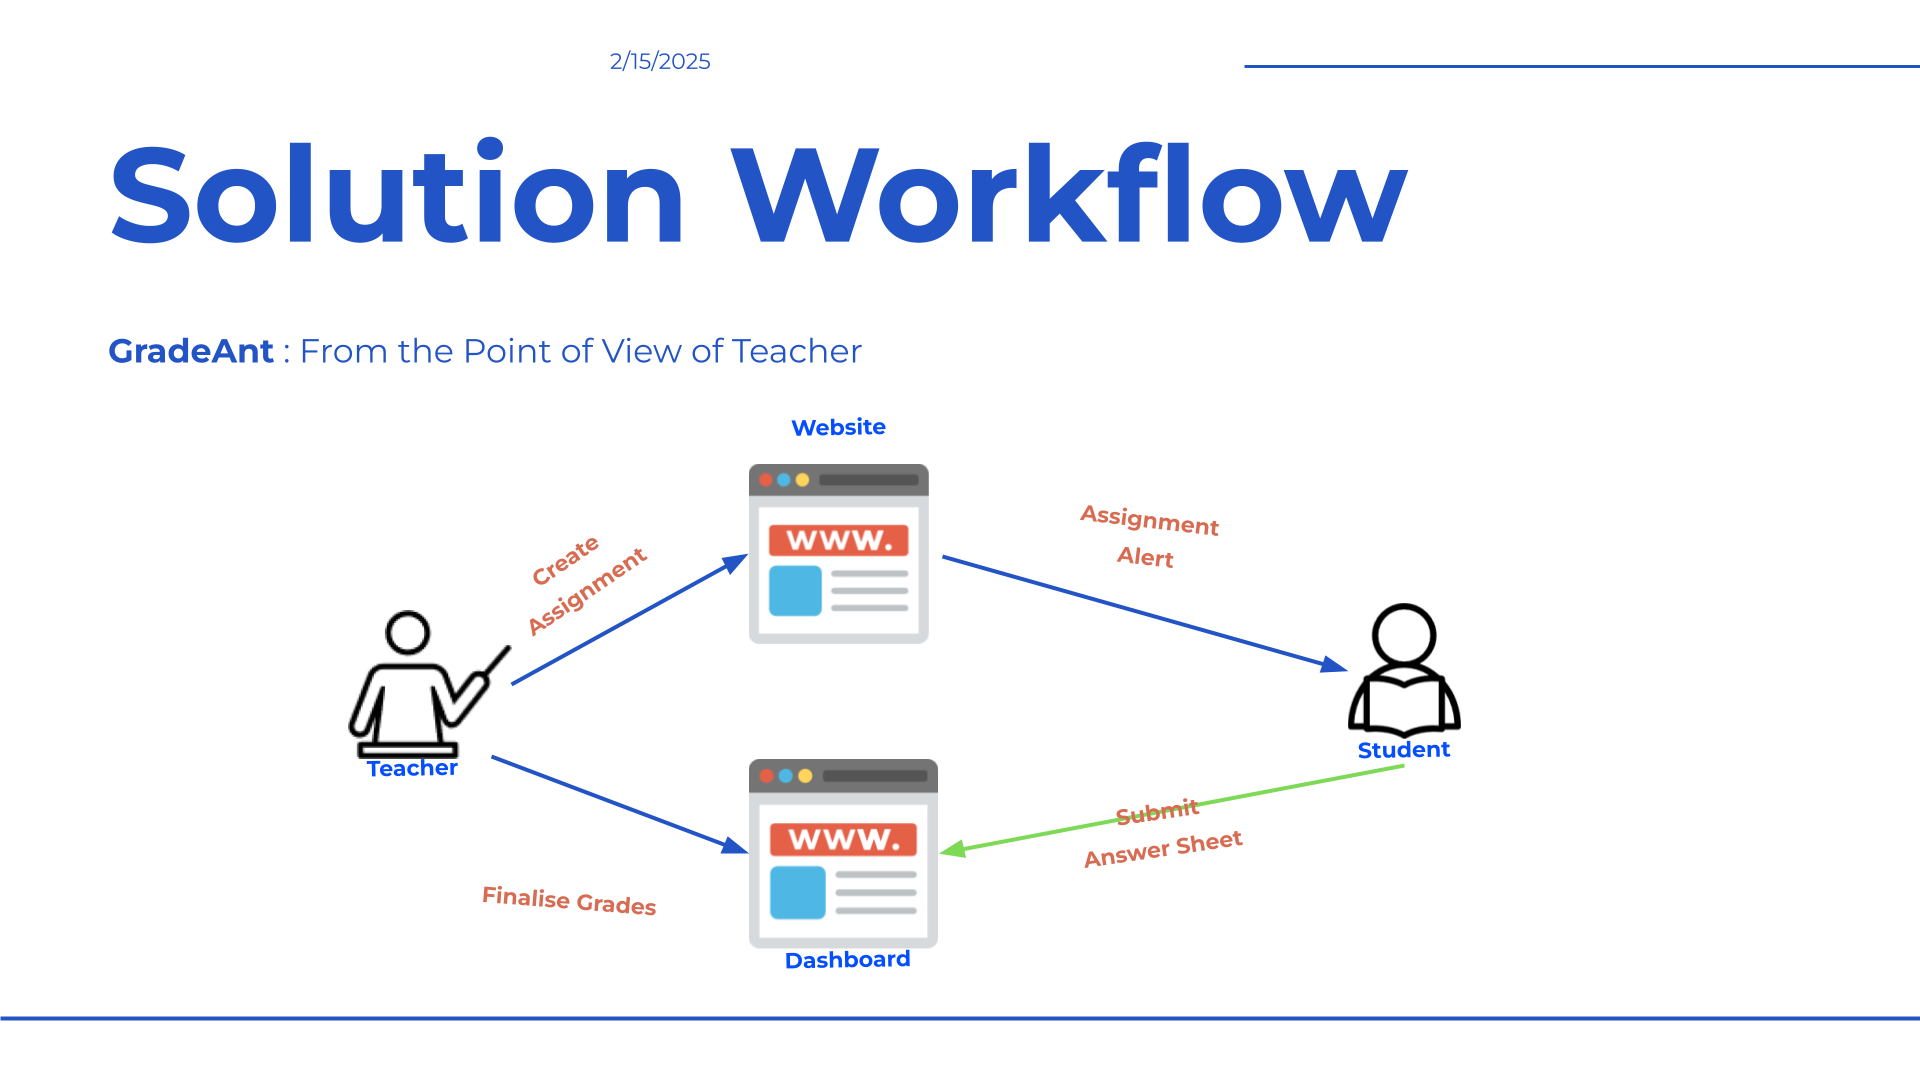 2/15/2025
Solution Workflow
GradeAnt : From the Point of View of Teacher
Website
www.
Create
Assignment
Assignment
Alert
Teacher
Student
www.
Submit
Answer Sheet
Finalise Grades
Dashboard